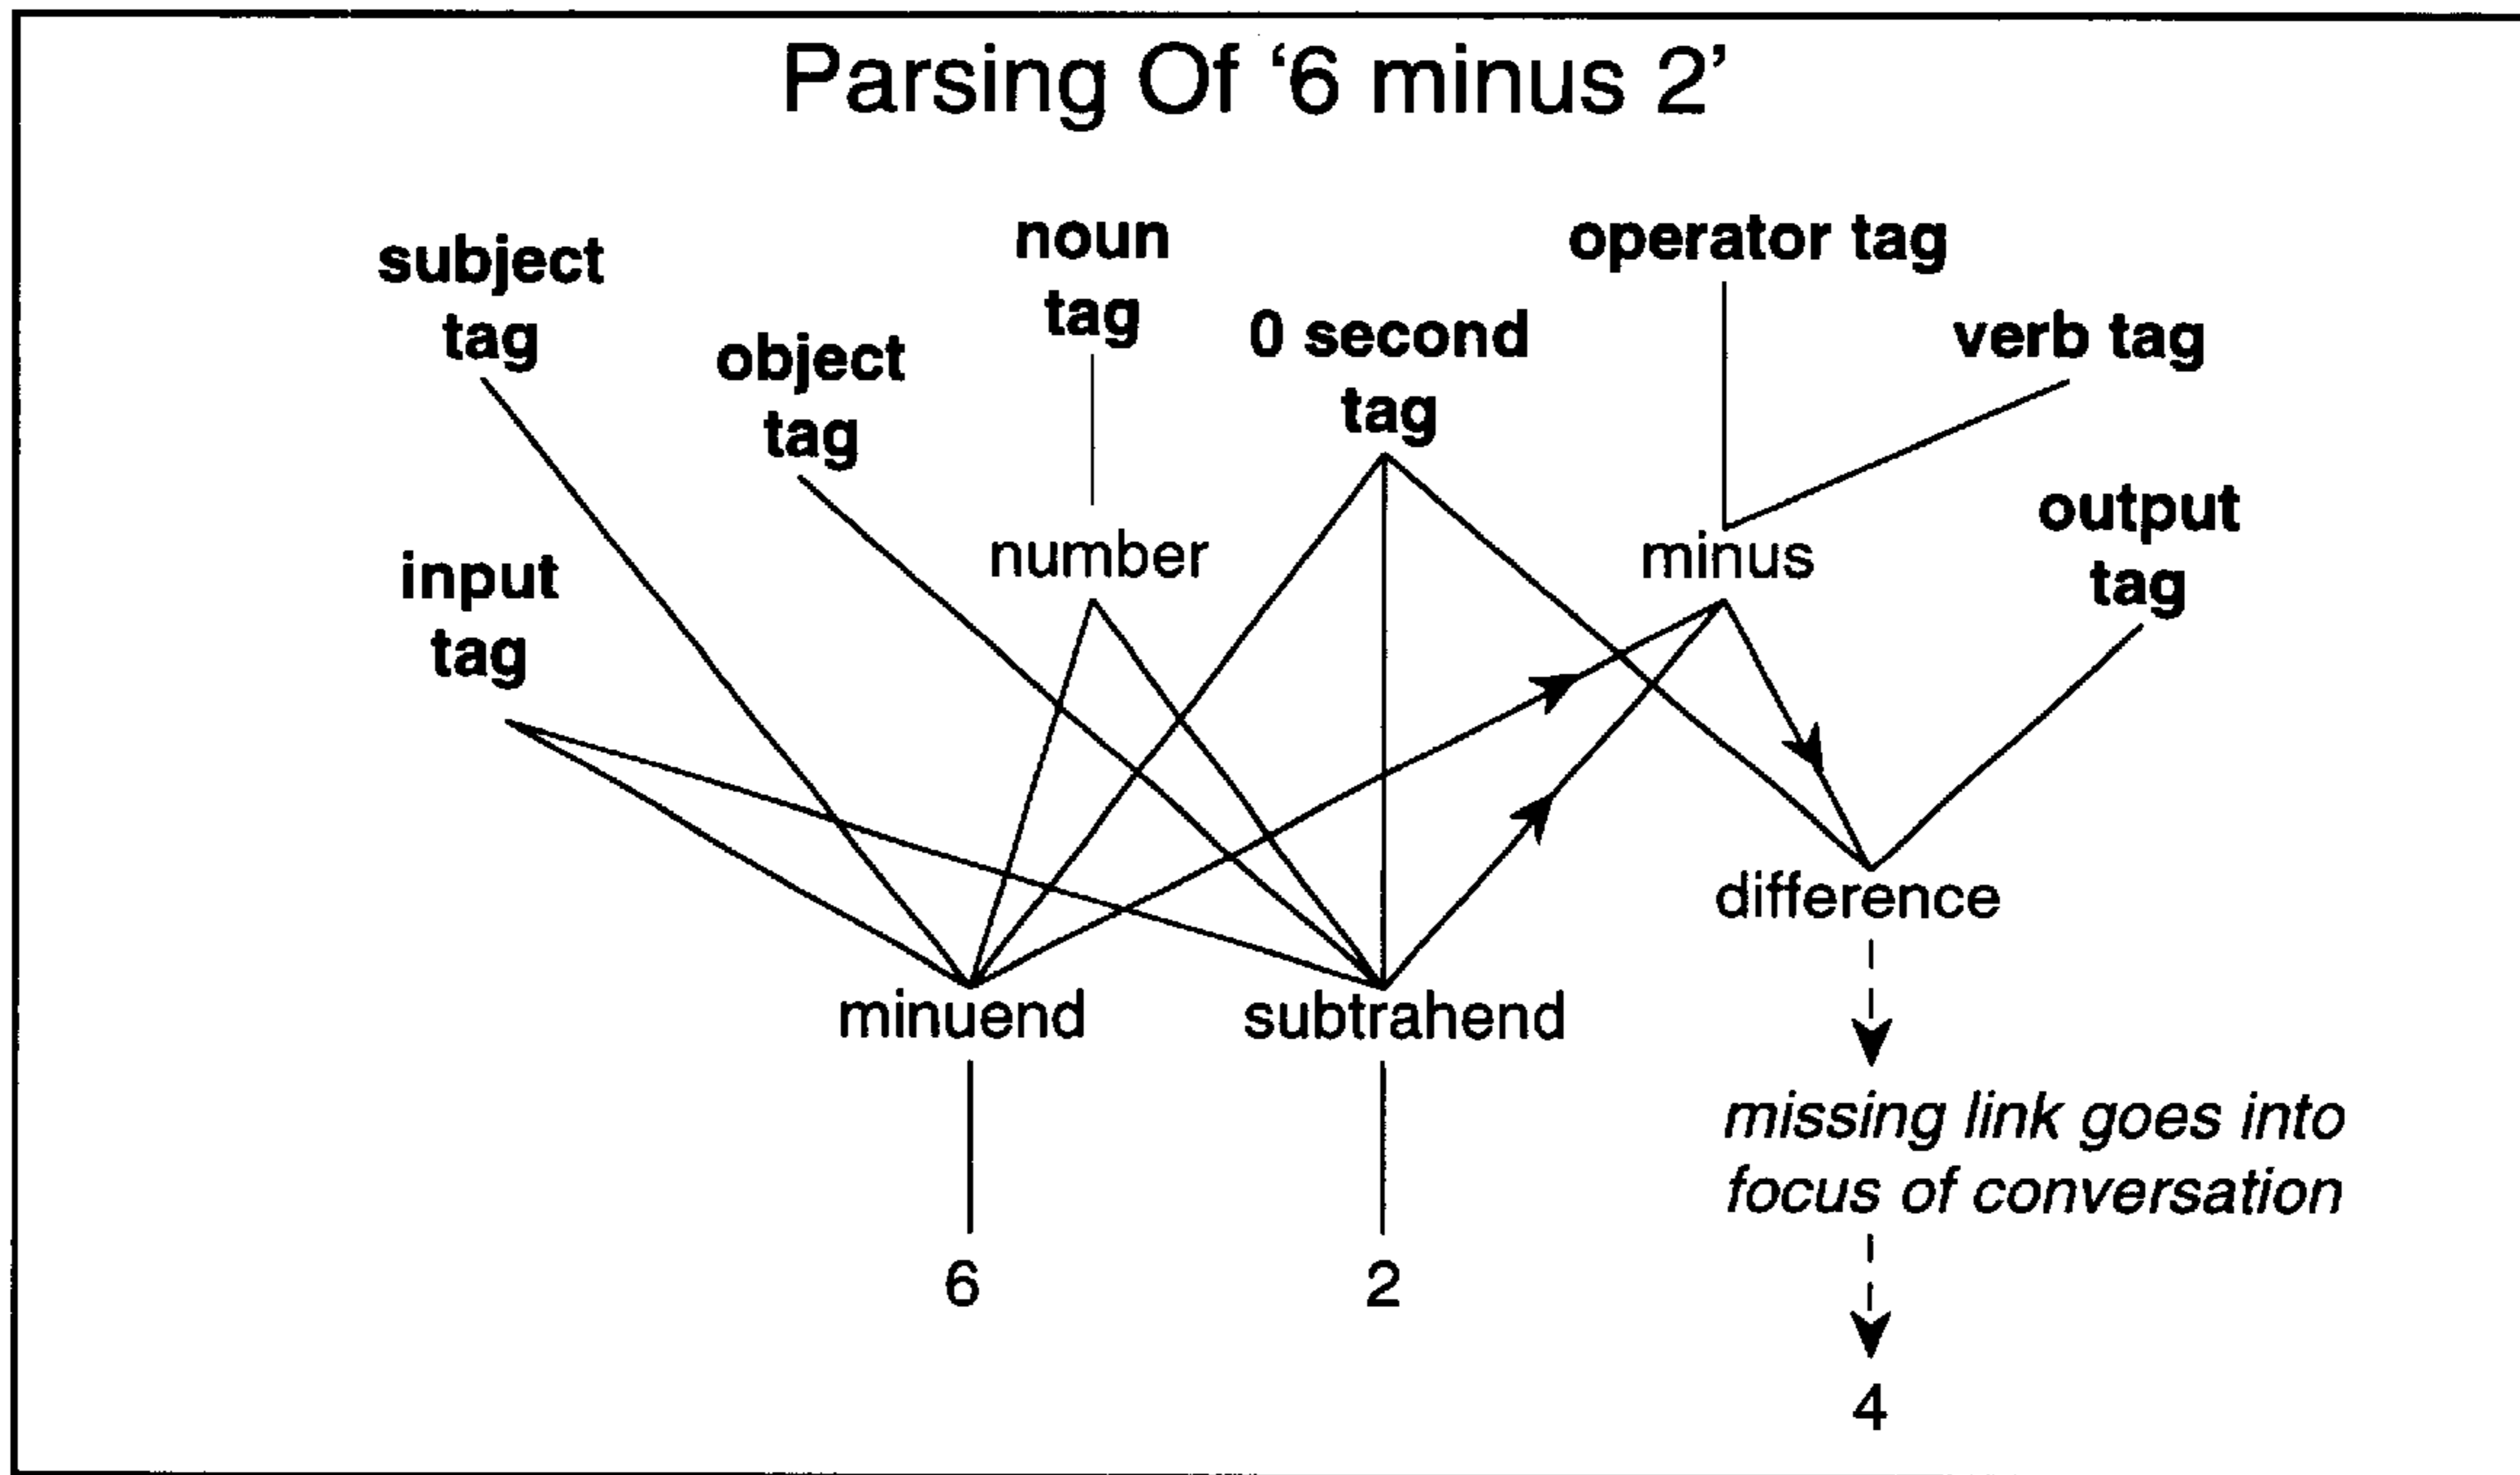 Parsing Of ‘6 minus 2’
subject
tag
object
tag
noun
tag
0 second
tag
operator tag
verb tag
input
tag
number
minus
output
tag
difference
minuend
subtrahend
missing link goes into
focus of conversation
6
2
4